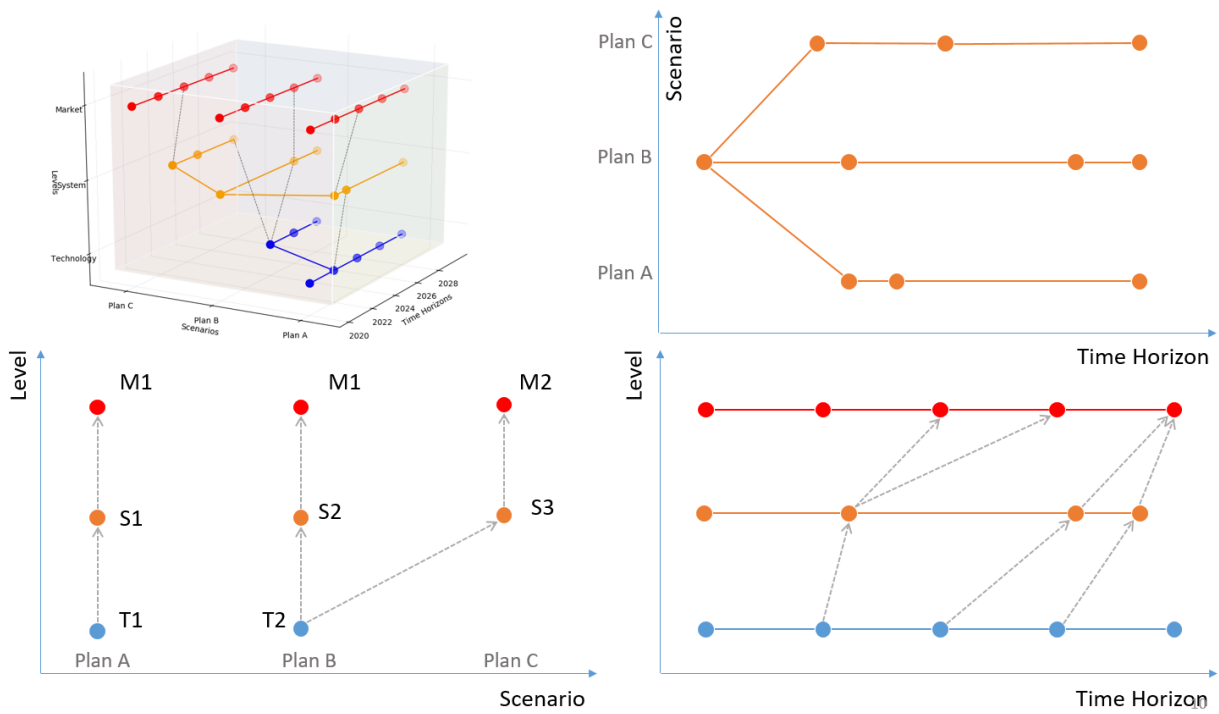 Market
System
Levels
Technology
Plan C
Plan B
Scenarios
Plan A
2020
2022
2024
2026
2028
Time Horizons
Scenario
Plan C
Plan B
Plan A
Time Horizon
Level
M1
M1
M2
S1
S2
S3
T1
T2
Plan A
Plan B
Plan C
Scenario
Level
Time Horizon
10